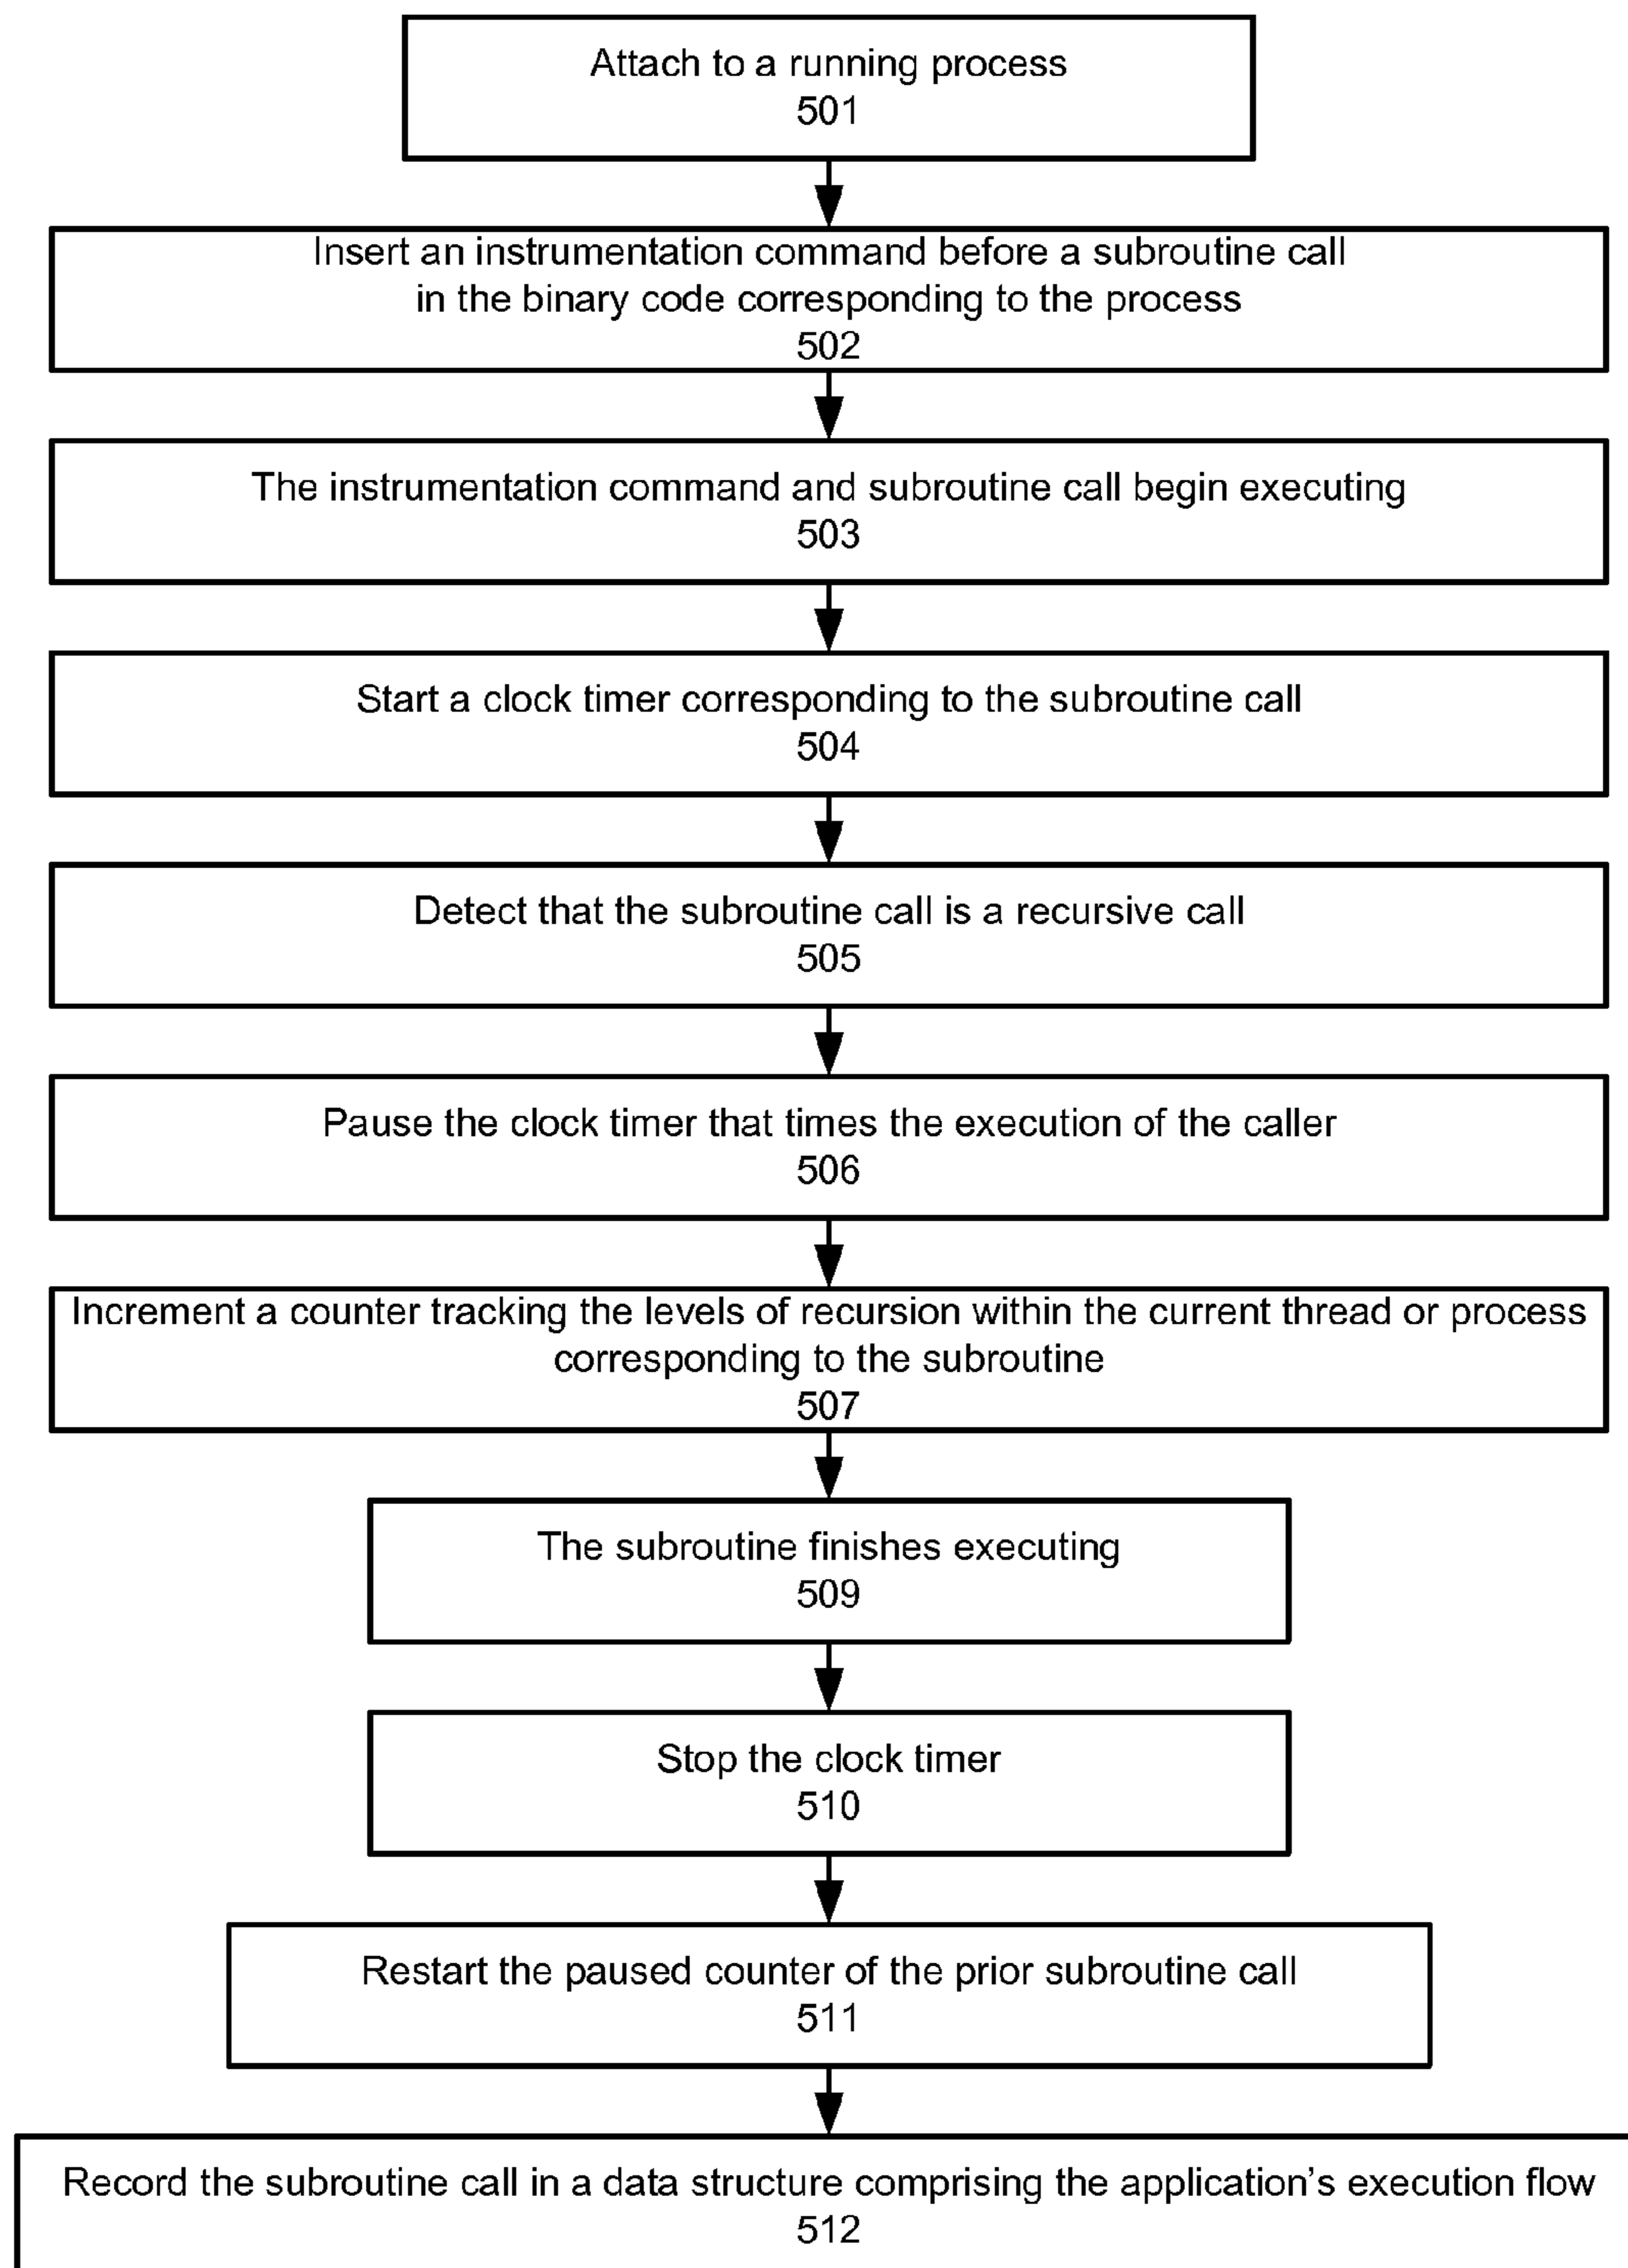 Attach to a running process
501
Insert an instrumentation command before a subroutine call
in the binary code corresponding to the process
502
The instrumentation command and subroutine call begin executing
503
Start a clock timer corresponding to the subroutine call
504
Detect that the subroutine call is a recursive call
505
Pause the clock timer that times the execution of the caller
506
Increment a counter tracking the levels of recursion within the current thread or process
corresponding to the subroutine
507
The subroutine finishes executing
509
Stop the clock timer
510
Restart the paused counter of the prior subroutine call
511
Record the subroutine call in a data structure comprising the application’s execution flow
512